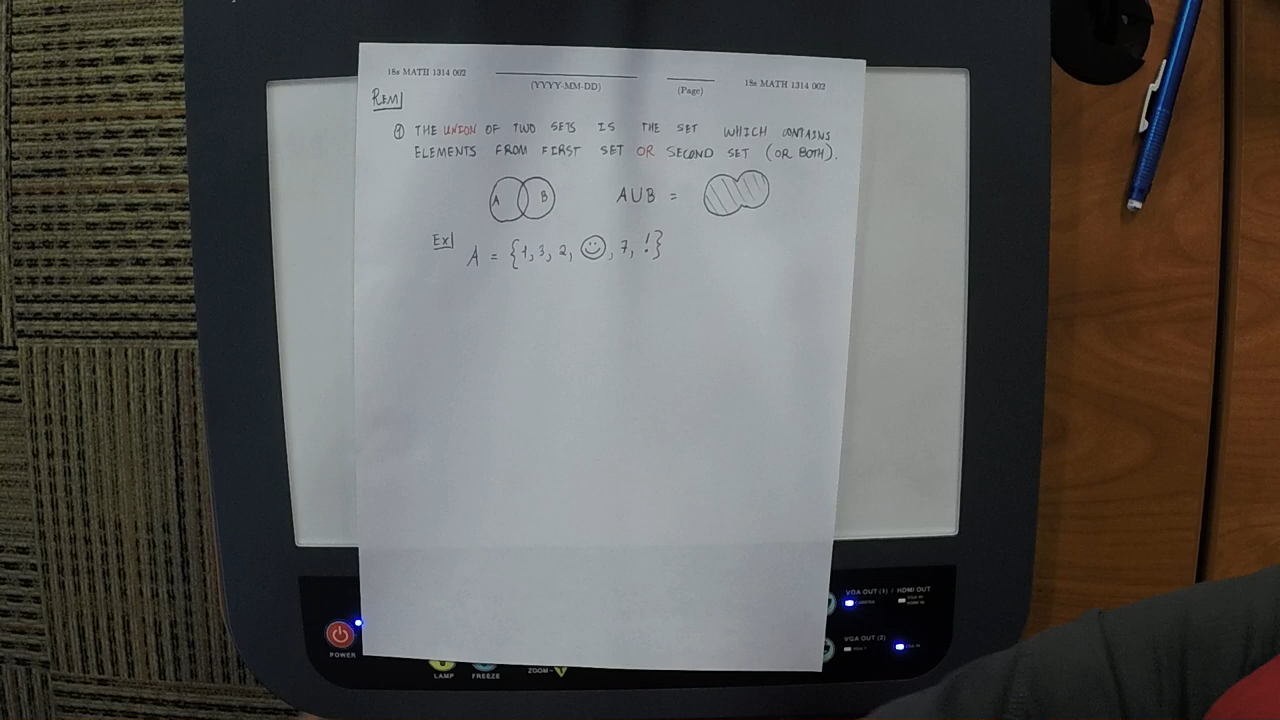 18s MATH 1314 002
(YYYY-MM-DD)
(Page)
18s MATH 1314 002
REM
① THE UNION OF TWO SETS IS THE SET WHICH CONTAINS
ELEMENTS FROM FIRST SET OR SECOND SET (OR BOTH).
A B A∪B =
Ex
A = {1, 3, 2, ☺, 7, !}
VGA OUT (1) / HDMI OUT
VGA OUT (2)
POWER
LAMP
FREEZE
ZOOM -